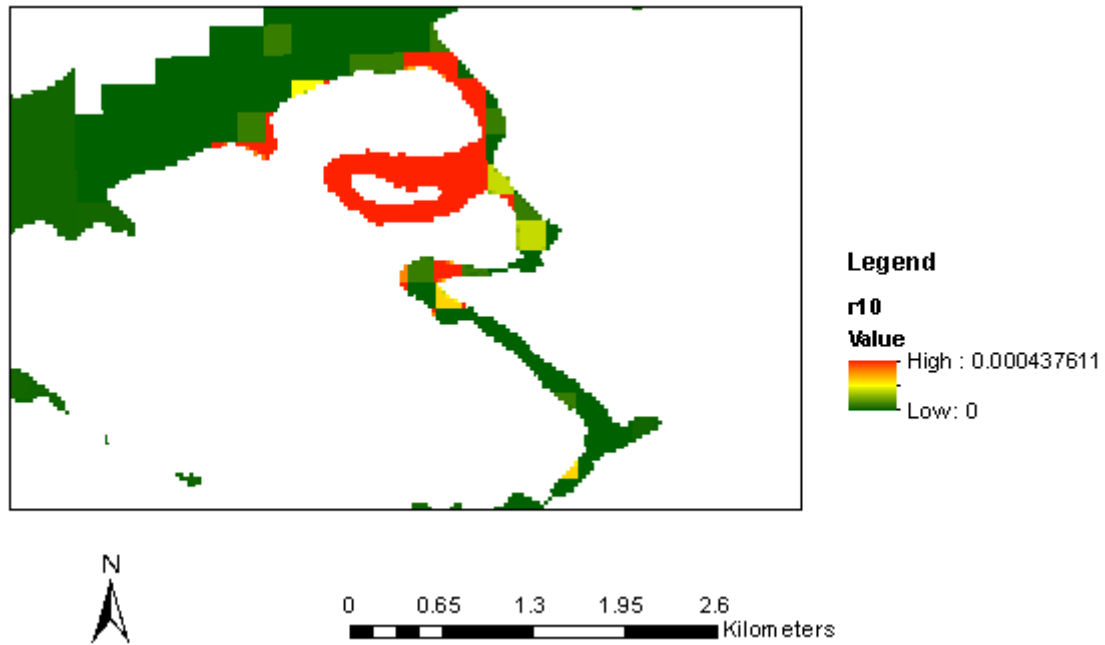 Legend
r10
Value
High : 0.000437611
Low: 0
N
0 0.65 1.3 1.95 2.6
Kilometers